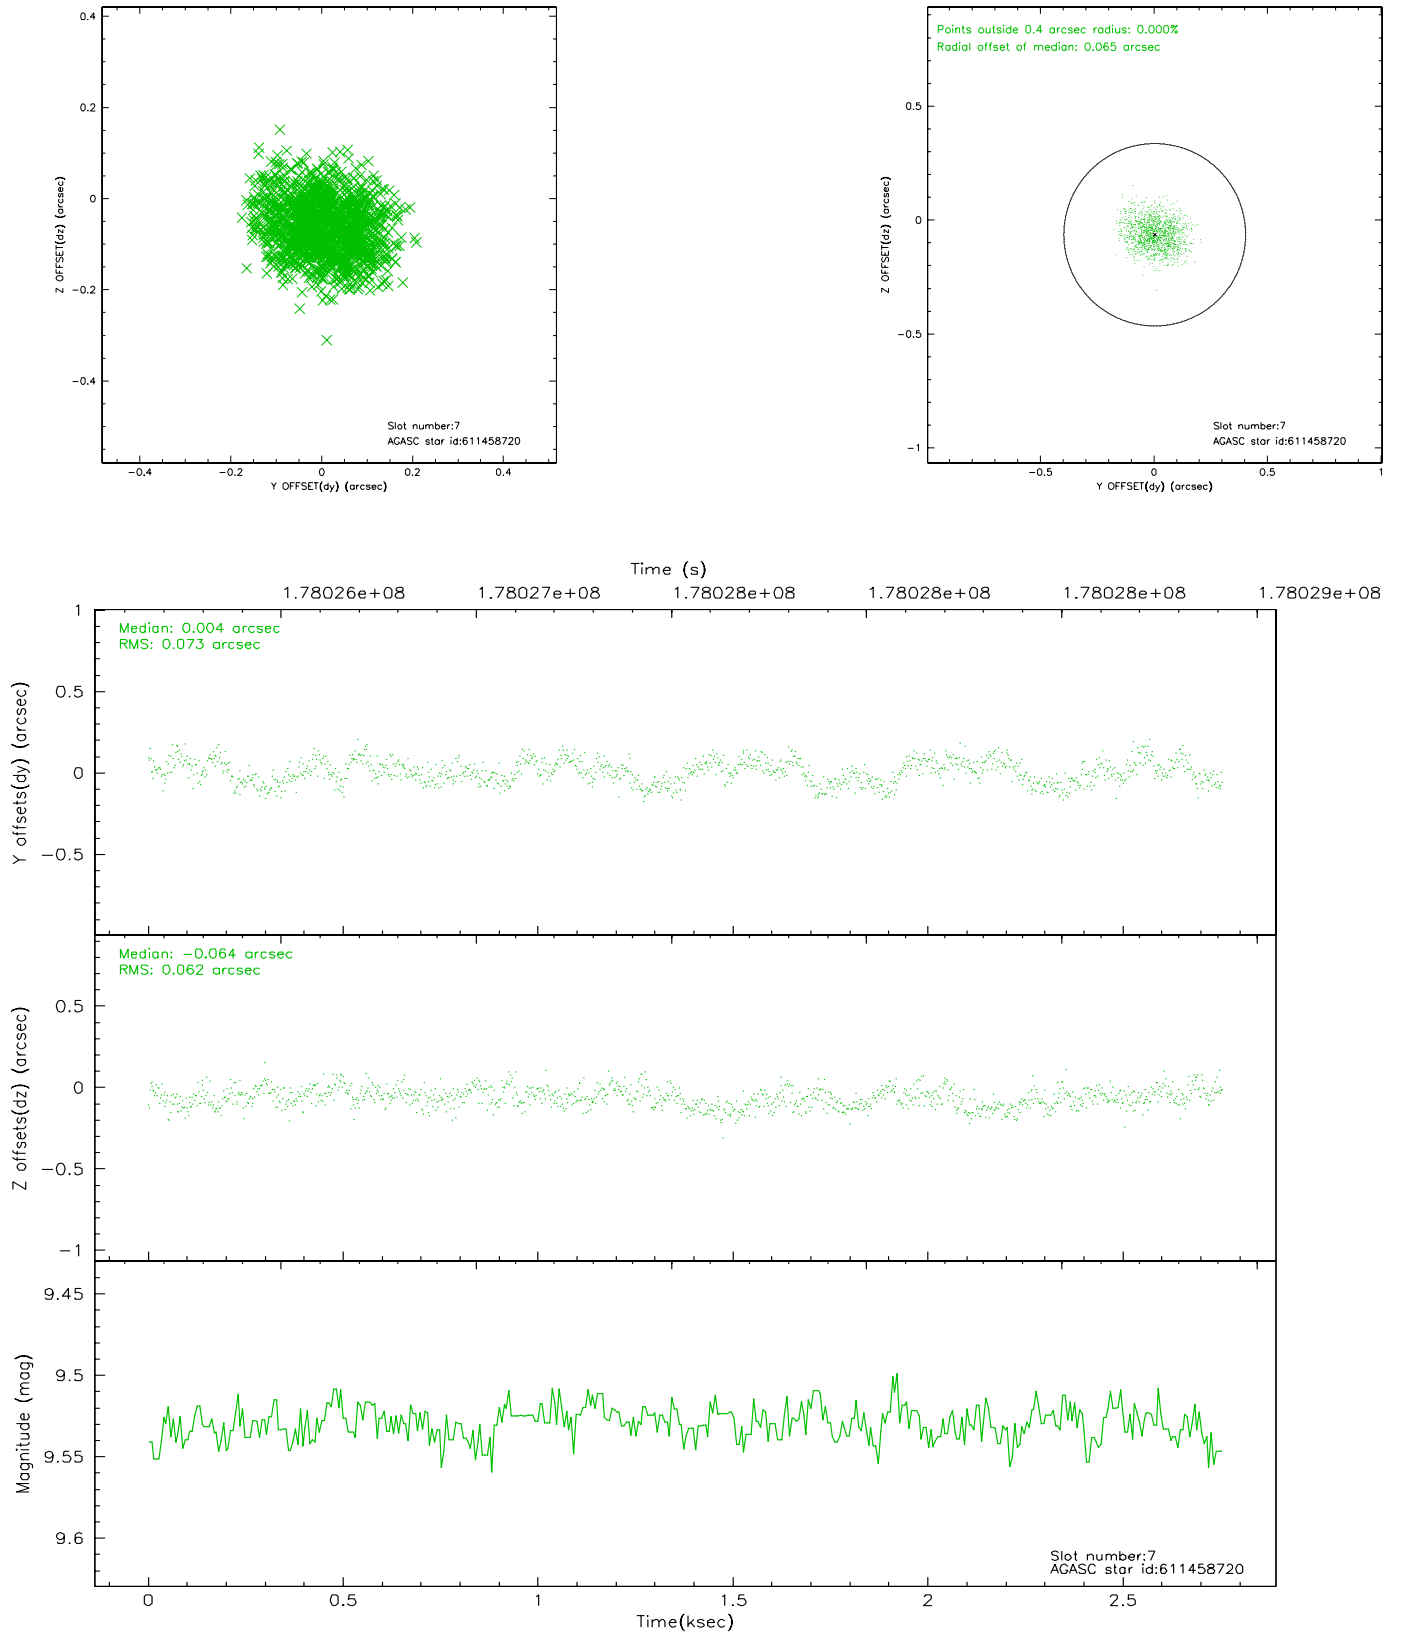 0.4
0.2
0
−0.2
−0.4
Z OFFSET(dz) (arcsec)
Slot number:7
AGASC star id:611458720
−0.4 −0.2 0 0.2 0.4
Y OFFSET(dy) (arcsec)
Points outside 0.4 arcsec radius: 0.000%
Radial offset of median: 0.065 arcsec
0.5
0
−0.5
−1
Z OFFSET(dz) (arcsec)
Slot number:7
AGASC star id:611458720
−0.5 0 0.5 1
Y OFFSET(dy) (arcsec)
Time (s)
1.78026e+08 1.78027e+08 1.78028e+08 1.78028e+08 1.78028e+08 1.78029e+08
Median: 0.004 arcsec
RMS: 0.073 arcsec
1
0.5
0
−0.5
Y offsets(dy) (arcsec)
Median: −0.064 arcsec
RMS: 0.062 arcsec
0.5
0
−0.5
−1
Z offsets(dz) (arcsec)
9.45
9.5
9.55
9.6
Magnitude (mag)
Slot number:7
AGASC star id:611458720
0 0.5 1 1.5 2 2.5
Time(ksec)